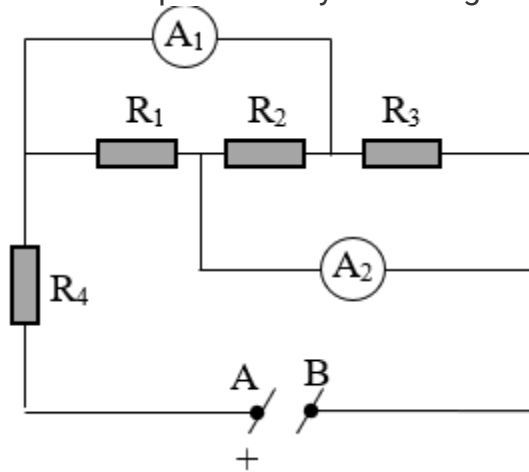 A₁
R₁ R₂ R₃
A₂
R₄
A B
+